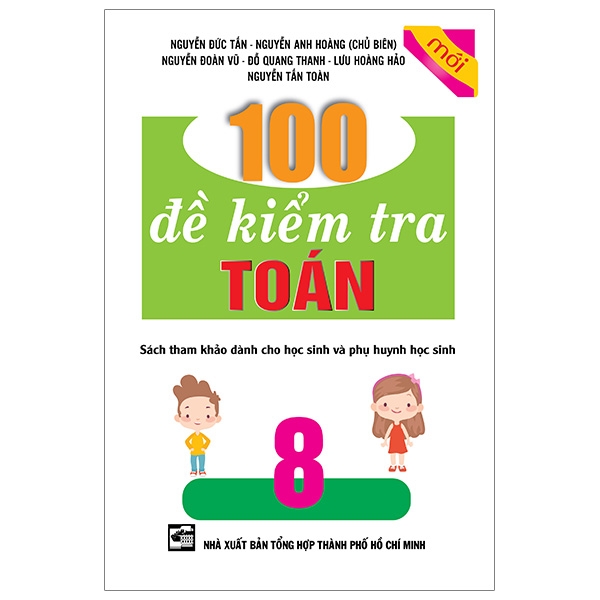 NGUYỄN ĐỨC TẤN - NGUYỄN ANH HOÀNG (CHỦ BIÊN)
NGUYỄN ĐOÀN VŨ - ĐỖ QUANG THANH - LƯU HOÀNG HẢO
NGUYỄN TẤN TOÀN
mới
100
đề kiểm tra
TOÁN
Sách tham khảo dành cho học sinh và phụ huynh học sinh
8
NHÀ XUẤT BẢN TỔNG HỢP THÀNH PHỐ HỒ CHÍ MINH